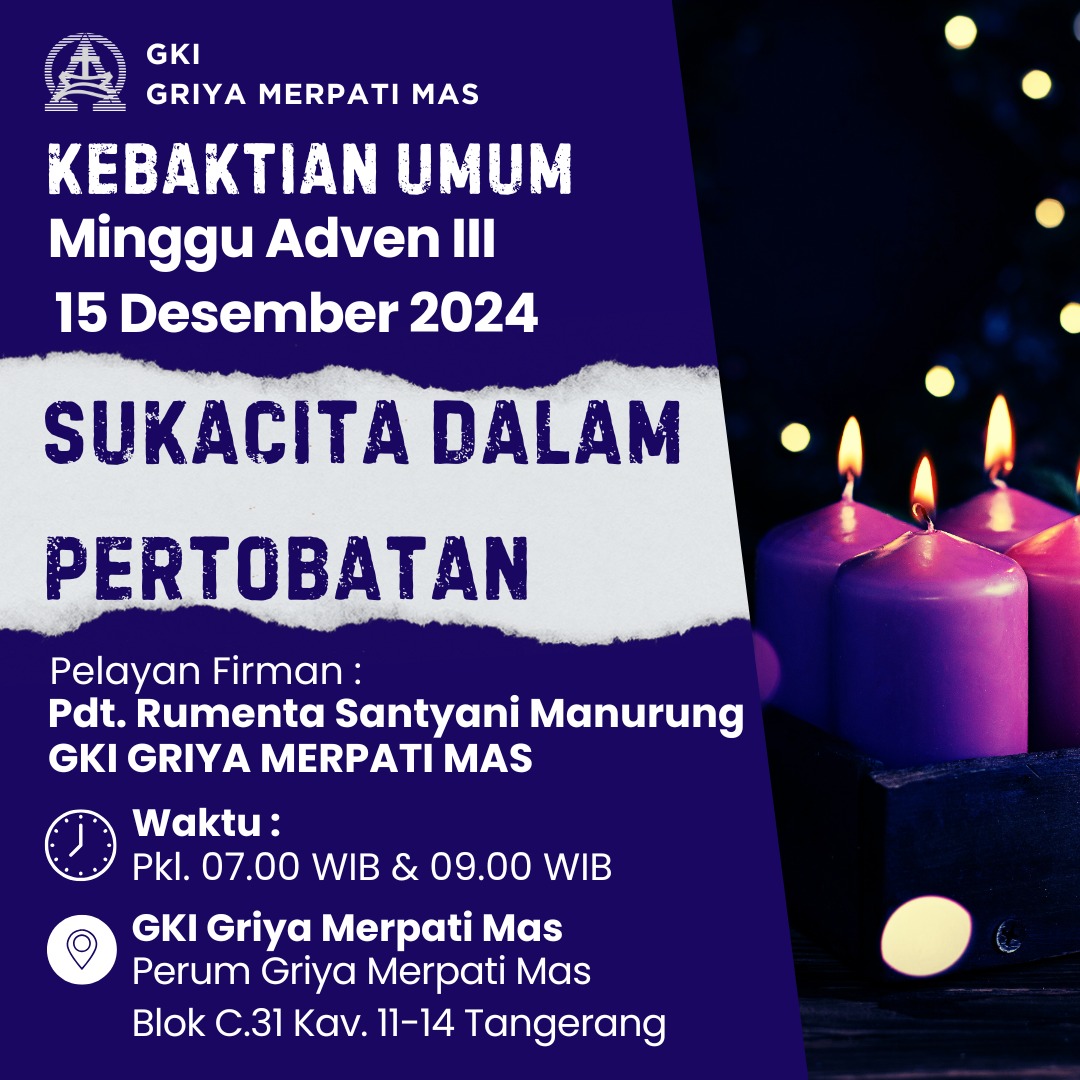 GKI
GRIYA MERPATI MAS
KEBAKTIAN UMUM
Minggu Adven III
15 Desember 2024
SUKACITA DALAM
PERTOBATAN
Pelayan Firman :
Pdt. Rumenta Santyani Manurung
GKI GRIYA MERPATI MAS
Waktu :
Pkl. 07.00 WIB & 09.00 WIB
GKI Griya Merpati Mas
Perum Griya Merpati Mas
Blok C.31 Kav. 11-14 Tangerang